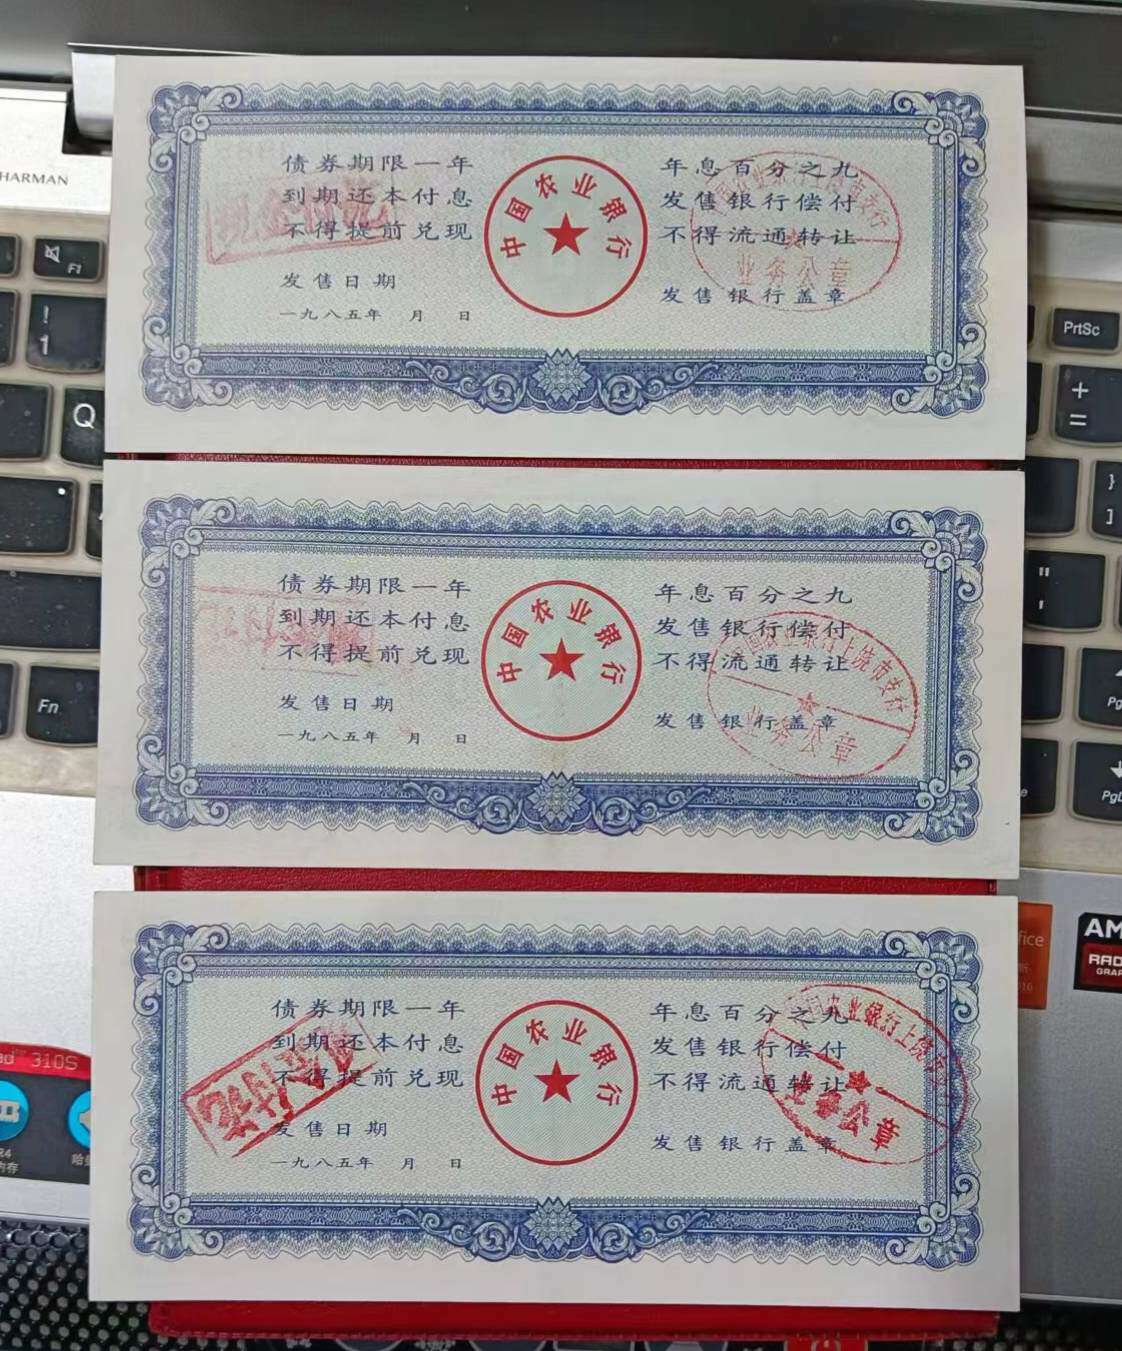 HARMAN
F1
!
1
Q
Fn
PrtSc
+
=
}
]
"
'
债券期限一年
到期还本付息
不得提前兑现
发售日期
一九八五年 月 日
中国农业银行
年息百分之九
发售银行偿付
不得流通转让
发售银行盖章
业务公章
债券期限一年
到期还本付息
不得提前兑现
发售日期
一九八五年 月 日
中国农业银行
年息百分之九
发售银行偿付
不得流通转让
发售银行盖章
业务公章
债券期限一年
到期还本付息
不得提前兑现
发售日期
一九八五年 月 日
中国农业银行
年息百分之九
发售银行偿付
不得流通转让
发售银行盖章
业务公章
310S
AM
RAD
GRAP